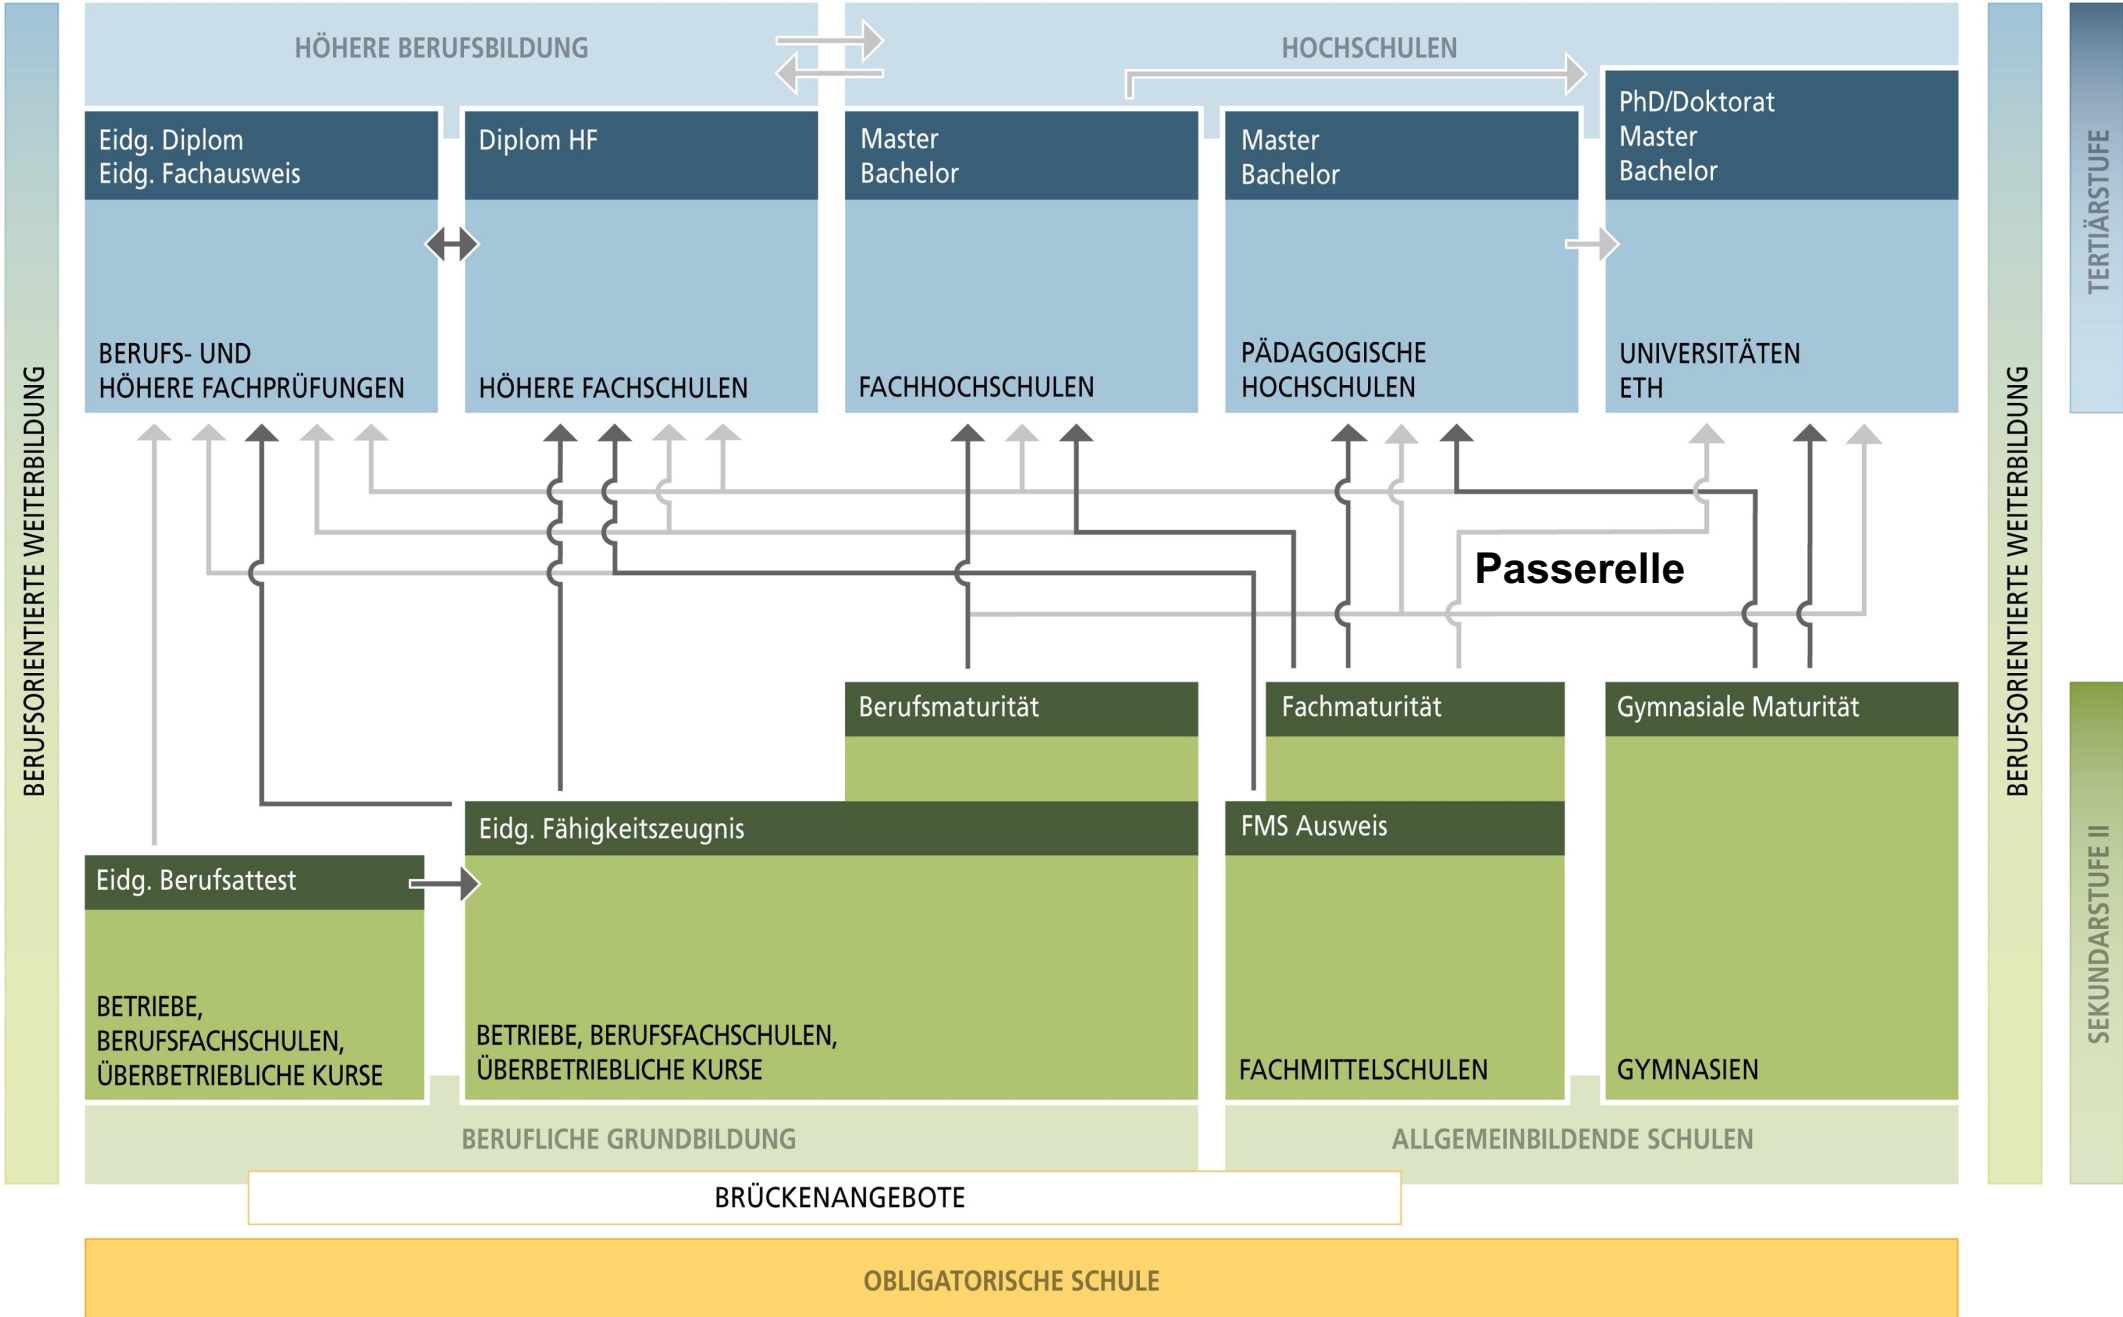 HÖHERE BERUFSBILDUNG
HOCHSCHULEN
Eidg. Diplom
Eidg. Fachausweis
Diplom HF
Master
Bachelor
Master
Bachelor
PhD/Doktorat
Master
Bachelor
BERUFS- UND
HÖHERE FACHPRÜFUNGEN
HÖHERE FACHSCHULEN
FACHHOCHSCHULEN
PÄDAGOGISCHE
HOCHSCHULEN
UNIVERSITÄTEN
ETH
BERUFSORIENTIERTE WEITERBILDUNG
BERUFSORIENTIERTE WEITERBILDUNG
TERTIÄRSTUFE
Passerelle
Berufsmaturität
Fachmaturität
Gymnasiale Maturität
Eidg. Fähigkeitszeugnis
FMS Ausweis
Eidg. Berufsattest
BETRIEBE,
BERUFSFACHSCHULEN,
ÜBERBETRIEBLICHE KURSE
BETRIEBE, BERUFSFACHSCHULEN,
ÜBERBETRIEBLICHE KURSE
FACHMITTELSCHULEN
GYMNASIEN
SEKUNDARSTUFE II
BERUFLICHE GRUNDBILDUNG
ALLGEMEINBILDENDE SCHULEN
BRÜCKENANGEBOTE
OBLIGATORISCHE SCHULE